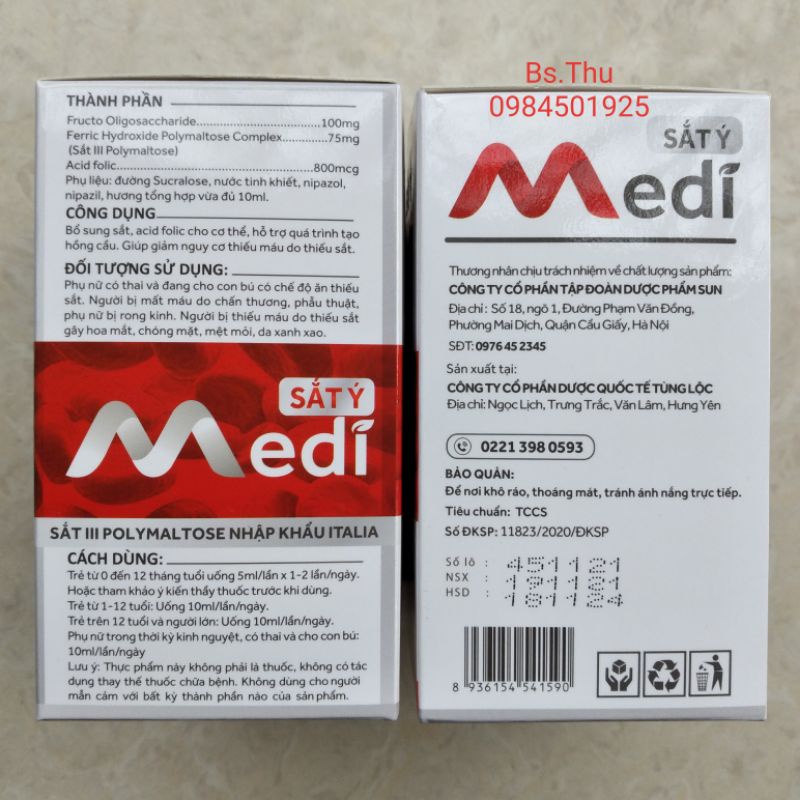 Bs.Thu
0984501925
THÀNH PHẦN
Fructo Oligosaccharide..........................100mg
Ferric Hydroxide Polymaltose Complex...........75mg
(Sắt III Polymaltose)
Acid folic........................................800mcg
Phụ liệu: đường Sucralose, nước tinh khiết, nipazol,
nipazil, hương tổng hợp vừa đủ 10ml.
CÔNG DỤNG
Bổ sung sắt, acid folic cho cơ thể, hỗ trợ quá trình tạo
hồng cầu. Giúp giảm nguy cơ thiếu máu do thiếu sắt.
ĐỐI TƯỢNG SỬ DỤNG:
Phụ nữ có thai và đang cho con bú có chế độ ăn thiếu
sắt. Người bị mất máu do chấn thương, phẫu thuật,
phụ nữ bị rong kinh. Người bị thiếu máu do thiếu sắt
gây hoa mắt, chóng mặt, mệt mỏi, da xanh xao.
SẮT Ý
Medi
SẮT III POLYMALTOSE NHẬP KHẨU ITALIA
CÁCH DÙNG:
Trẻ từ 0 đến 12 tháng tuổi uống 5ml/lần x 1-2 lần/ngày.
Hoặc tham khảo ý kiến thầy thuốc trước khi dùng.
Trẻ từ 1-12 tuổi: Uống 10ml/lần/ngày.
Trẻ trên 12 tuổi và người lớn: Uống 10ml/lần/ngày.
Phụ nữ trong thời kỳ kinh nguyệt, có thai và cho con bú:
10ml/lần/ngày
Lưu ý: Thực phẩm này không phải là thuốc, không có tác
dụng thay thế thuốc chữa bệnh. Không dùng cho người
mẫn cảm với bất kỳ thành phần nào của sản phẩm.
SẮT Ý
Medi
Thương nhân chịu trách nhiệm về chất lượng sản phẩm:
CÔNG TY CỔ PHẦN TẬP ĐOÀN DƯỢC PHẨM SUN
Địa chỉ: Số 18, ngõ 1, Đường Phạm Văn Đồng,
Phường Mai Dịch, Quận Cầu Giấy, Hà Nội
SĐT: 0976 45 2345
Sản xuất tại:
CÔNG TY CỔ PHẦN DƯỢC QUỐC TẾ TÙNG LỘC
Địa chỉ: Ngọc Lịch, Trưng Trắc, Văn Lâm, Hưng Yên
0221 398 0593
BẢO QUẢN:
Để nơi khô ráo, thoáng mát, tránh ánh nắng trực tiếp.
Tiêu chuẩn: TCCS
Số ĐKSP: 11823/2020/ĐKSP
Số lô : 451121
NSX : 191121
HSD : 181124
8 936154 541590